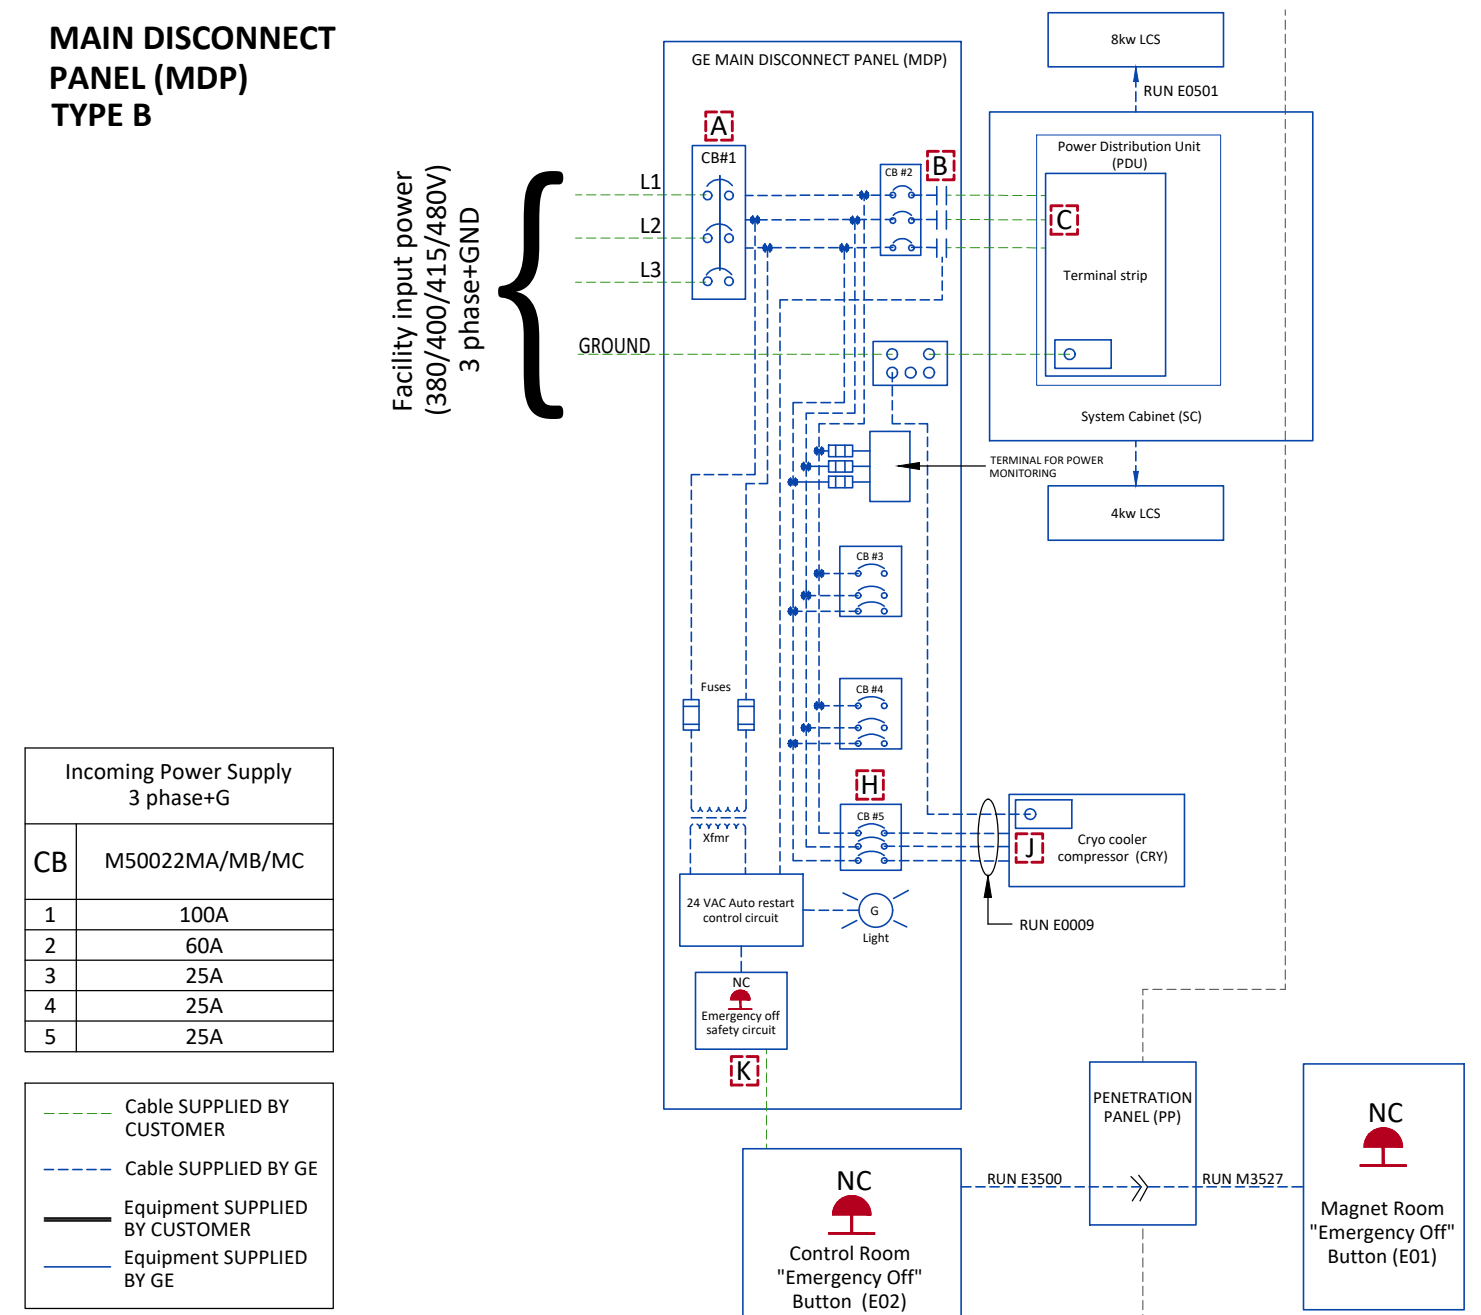 MAIN DISCONNECT
PANEL (MDP)
TYPE B
GE MAIN DISCONNECT PANEL (MDP)
8kw LCS
RUN E0501
A
CB#1
CB #2
B
Power Distribution Unit
(PDU)
C
Terminal strip
System Cabinet (SC)
Facility input power
(380/400/415/480V)
3 phase+GND
L1
L2
L3
GROUND
TERMINAL FOR POWER
MONITORING
4kw LCS
CB #3
Fuses
CB #4
H
CB #5
Xfmr
J
Cryo cooler
compressor (CRY)
RUN E0009
24 VAC Auto restart
control circuit
G
Light
NC
Emergency off
safety circuit
K
Incoming Power Supply
3 phase+G
CB M50022MA/MB/MC
1 100A
2 60A
3 25A
4 25A
5 25A
Cable SUPPLIED BY
CUSTOMER
Cable SUPPLIED BY GE
Equipment SUPPLIED
BY CUSTOMER
Equipment SUPPLIED
BY GE
NC
Control Room
"Emergency Off"
Button (E02)
RUN E3500
PENETRATION
PANEL (PP)
RUN M3527
NC
Magnet Room
"Emergency Off"
Button (E01)